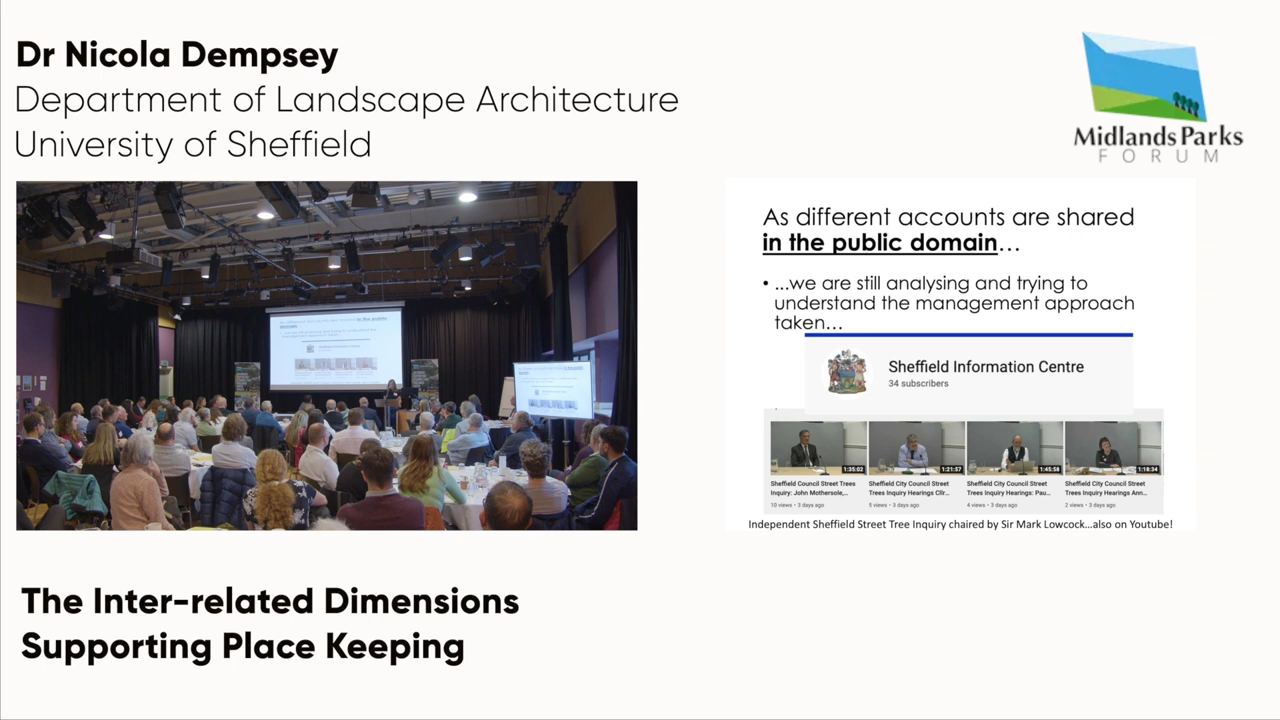 Dr Nicola Dempsey
Department of Landscape Architecture
University of Sheffield
Midlands Parks
FORUM
As different accounts are shared
in the public domain…
• ...we are still analysing and trying to
understand the management approach
taken…
Sheffield Information Centre
34 subscribers
1:35:02
1:21:57
1:45:58
1:18:34
Sheffield Council Street Trees
Inquiry: John Mothersole,...
10 views • 3 days ago
Sheffield City Council Street
Trees Inquiry Hearings Cllr...
5 views • 3 days ago
Sheffield City Council Street
Trees Inquiry Hearings: Pau...
4 views • 3 days ago
Sheffield City Council Street
Trees Inquiry Hearings Ann...
2 views • 3 days ago
Independent Sheffield Street Tree Inquiry chaired by Sir Mark Lowcock…also on Youtube!
The Inter-related Dimensions
Supporting Place Keeping